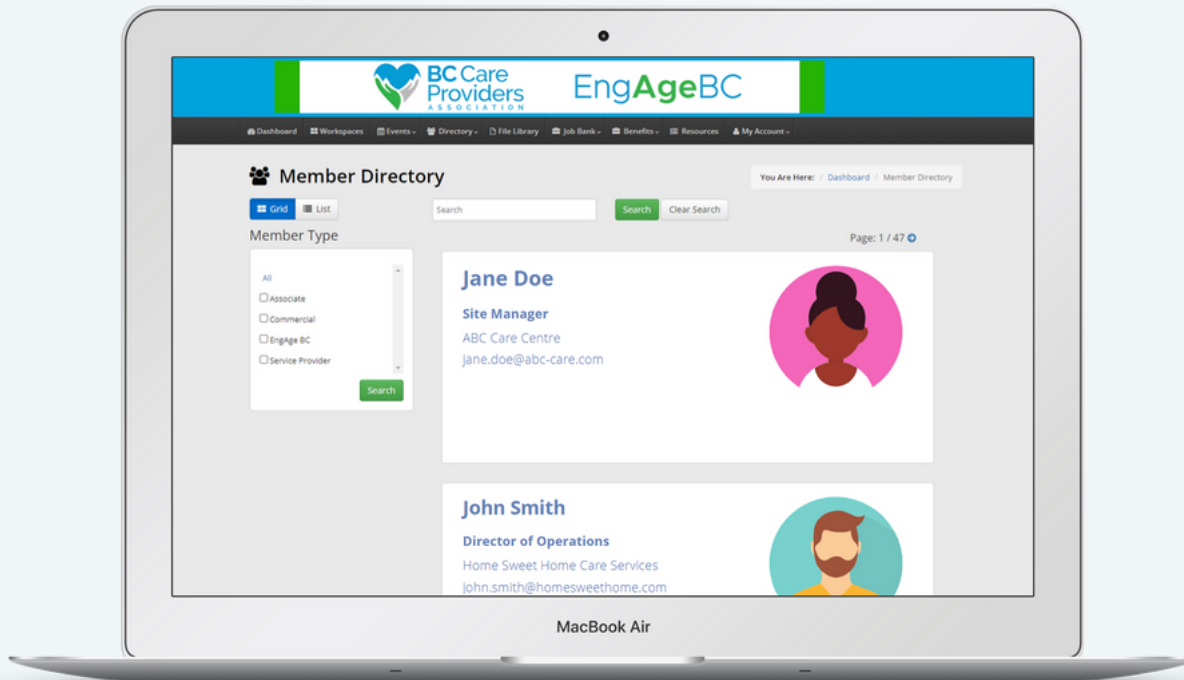 BC Care
Providers
ASSOCIATION
EngAgeBC
Dashboard Workspaces Events Directory File Library Job Bank Benefits Resources My Account
Member Directory
You Are Here: / Dashboard / Member Directory
Grid List Search Search Clear Search
Member Type
Page: 1 / 47
All
Associate
Commercial
EngAge BC
Service Provider
Search
Jane Doe
Site Manager
ABC Care Centre
jane.doe@abc-care.com
John Smith
Director of Operations
Home Sweet Home Care Services
john.smith@homesweethome.com
MacBook Air